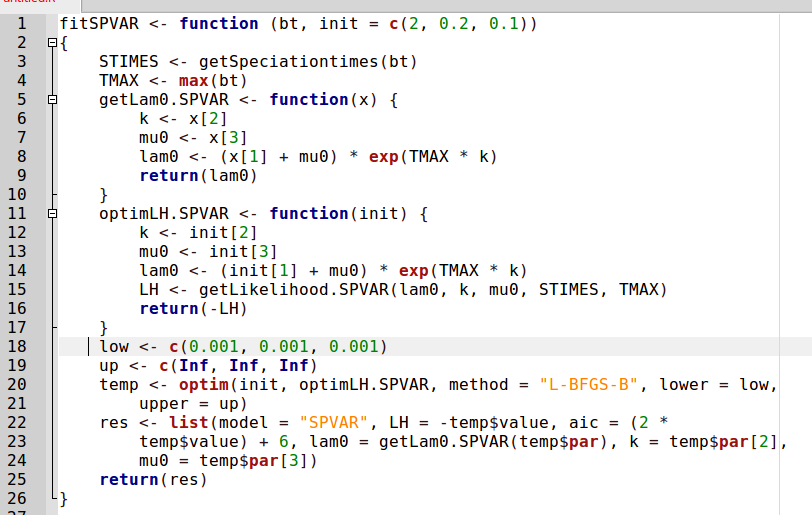 1 fitSPVAR <- function (bt, init = c(2, 0.2, 0.1))
2 {
3     STIMES <- getSpeciationtimes(bt)
4     TMAX <- max(bt)
5     getLam0.SPVAR <- function(x) {
6         k <- x[2]
7         mu0 <- x[3]
8         lam0 <- (x[1] + mu0) * exp(TMAX * k)
9         return(lam0)
10     }
11     optimLH.SPVAR <- function(init) {
12         k <- init[2]
13         mu0 <- init[3]
14         lam0 <- (init[1] + mu0) * exp(TMAX * k)
15         LH <- getLikelihood.SPVAR(lam0, k, mu0, STIMES, TMAX)
16         return(-LH)
17     }
18     low <- c(0.001, 0.001, 0.001)
19     up <- c(Inf, Inf, Inf)
20     temp <- optim(init, optimLH.SPVAR, method = "L-BFGS-B", lower = low,
21         upper = up)
22     res <- list(model = "SPVAR", LH = -temp$value, aic = (2 *
23         temp$value) + 6, lam0 = getLam0.SPVAR(temp$par), k = temp$par[2],
24         mu0 = temp$par[3])
25     return(res)
26 }